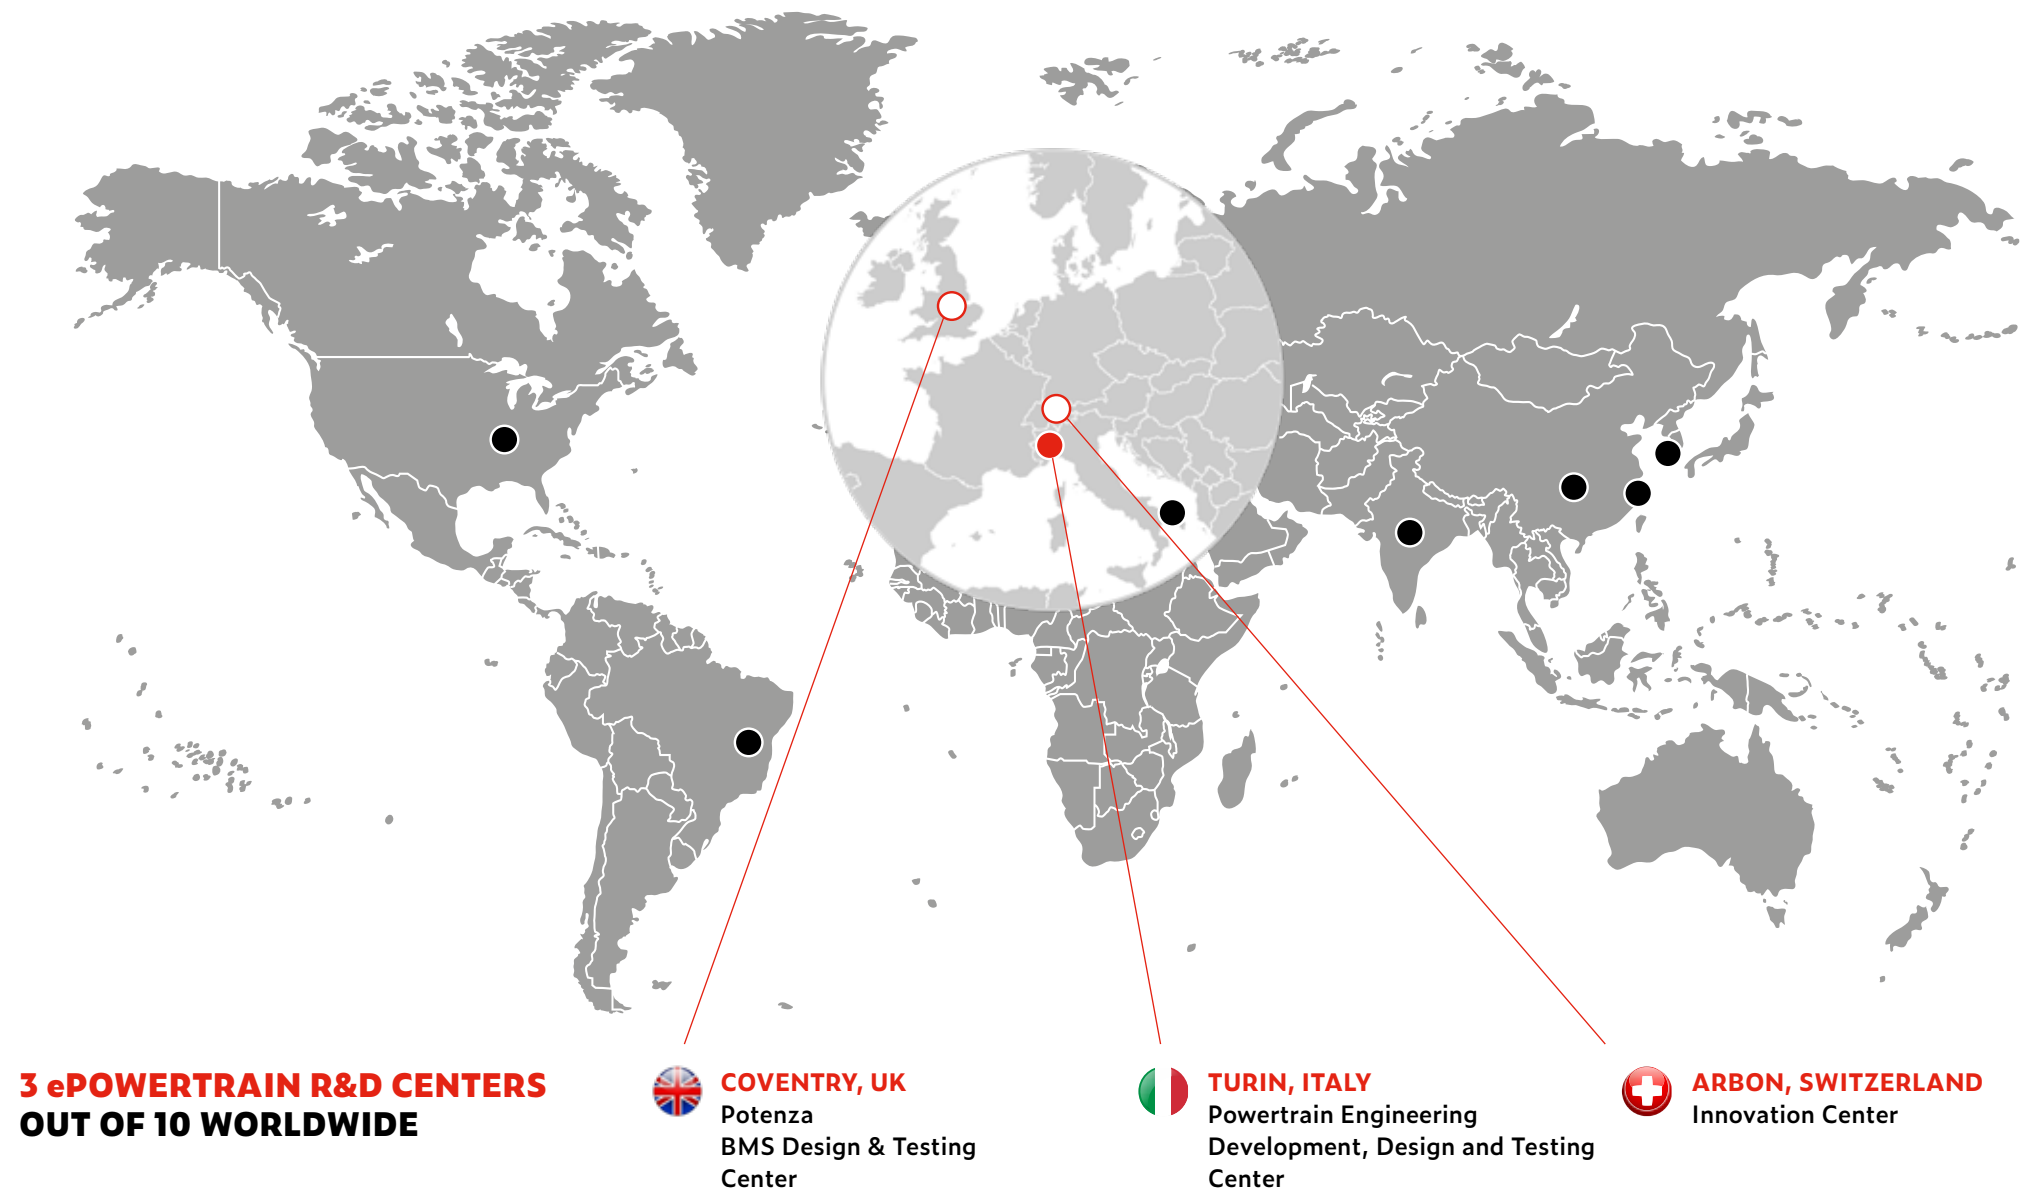 3 ePOWERTRAIN R&D CENTERS
OUT OF 10 WORLDWIDE
COVENTRY, UK
Potenza
BMS Design & Testing
Center
TURIN, ITALY
Powertrain Engineering
Development, Design and Testing
Center
ARBON, SWITZERLAND
Innovation Center